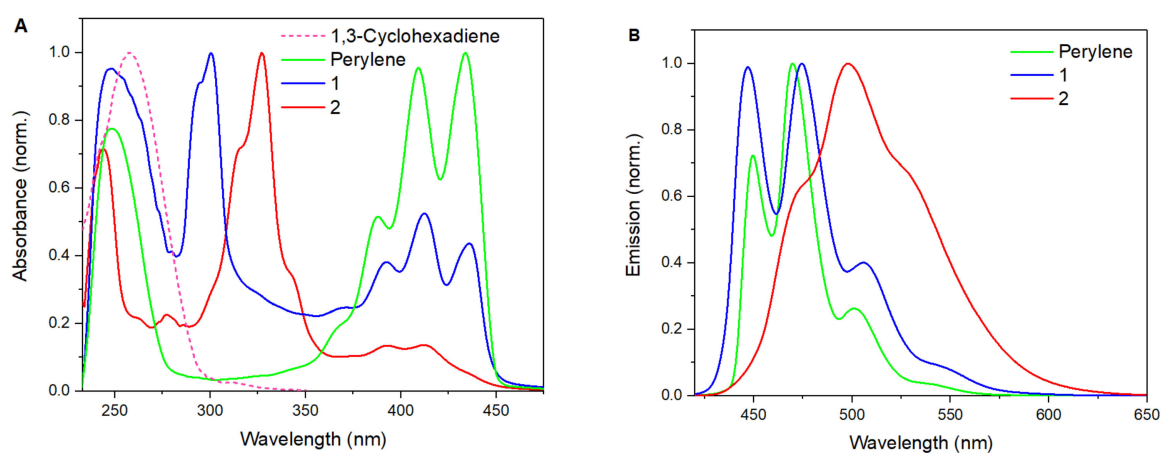 A
1,3-Cyclohexadiene
Perylene
1
2
1.0
0.8
0.6
0.4
0.2
0.0
Absorbance (norm.)
250
300
350
400
450
Wavelength (nm)
B
Perylene
1
2
1.0
0.8
0.6
0.4
0.2
0.0
Emission (norm.)
450
500
550
600
650
Wavelength (nm)